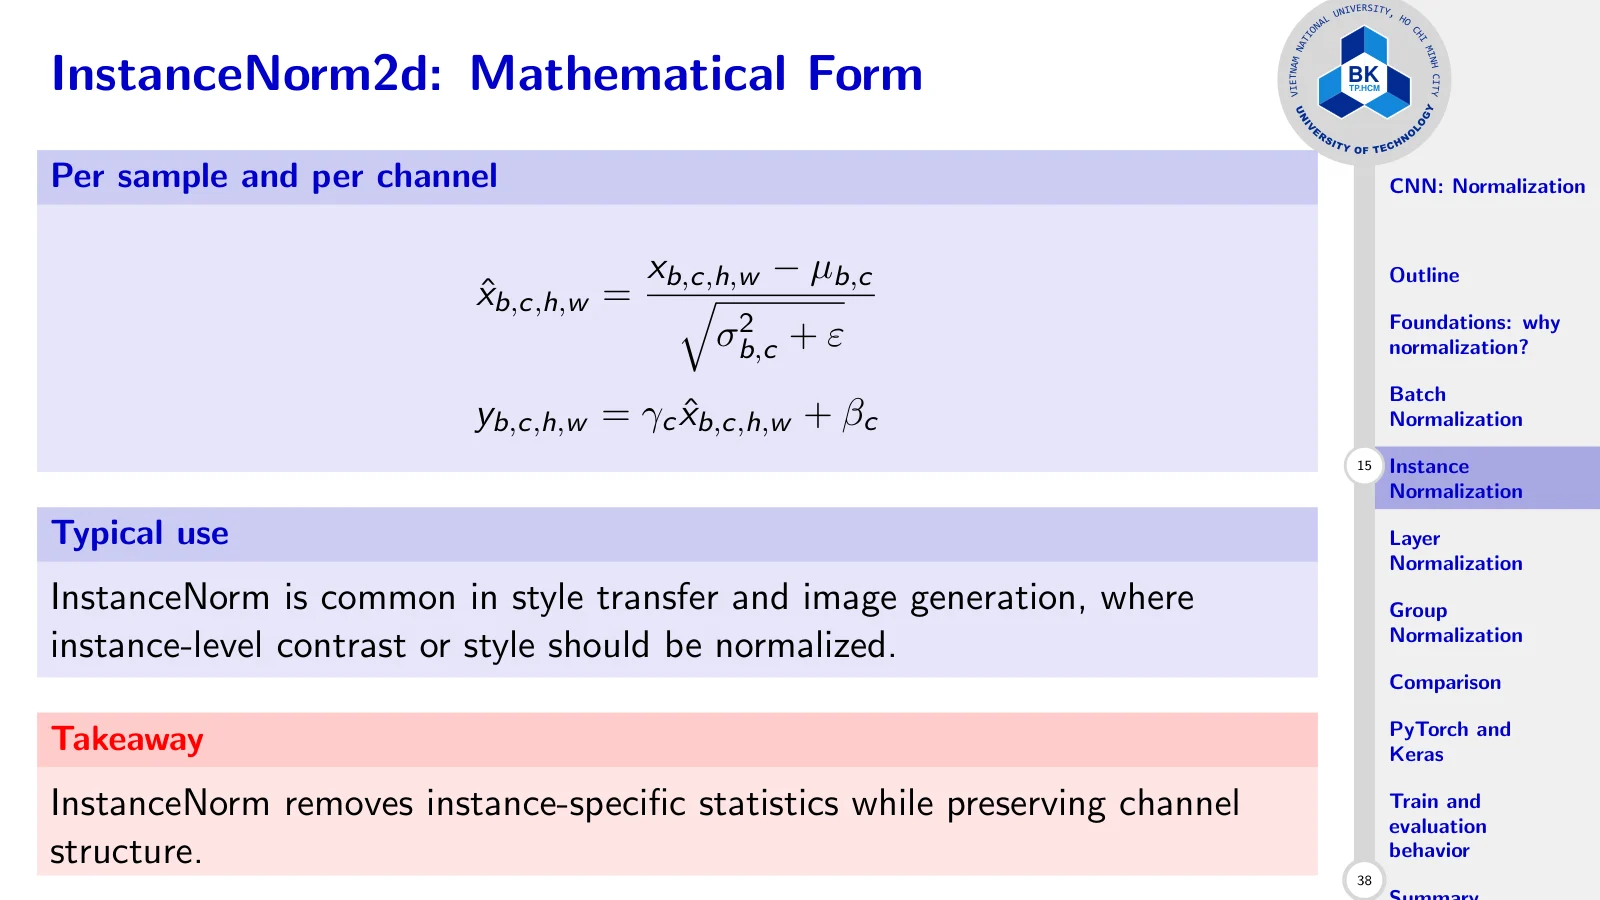 InstanceNorm2d: Mathematical Form
Per sample and per channel
x̂_{b,c,h,w} = \frac{x_{b,c,h,w} − μ_{b,c}}{\sqrt{σ²_{b,c} + ε}}
y_{b,c,h,w} = γ_c x̂_{b,c,h,w} + β_c
Typical use
InstanceNorm is common in style transfer and image generation, where
instance-level contrast or style should be normalized.
Takeaway
InstanceNorm removes instance-specific statistics while preserving channel
structure.
VIETNAM NATIONAL UNIVERSITY, HO CHI MINH CITY
BK
TP.HCM
UNIVERSITY OF TECHNOLOGY
CNN: Normalization
Outline
Foundations: why
normalization?
Batch
Normalization
15
Instance
Normalization
Layer
Normalization
Group
Normalization
Comparison
PyTorch and
Keras
Train and
evaluation
behavior
38
Summary